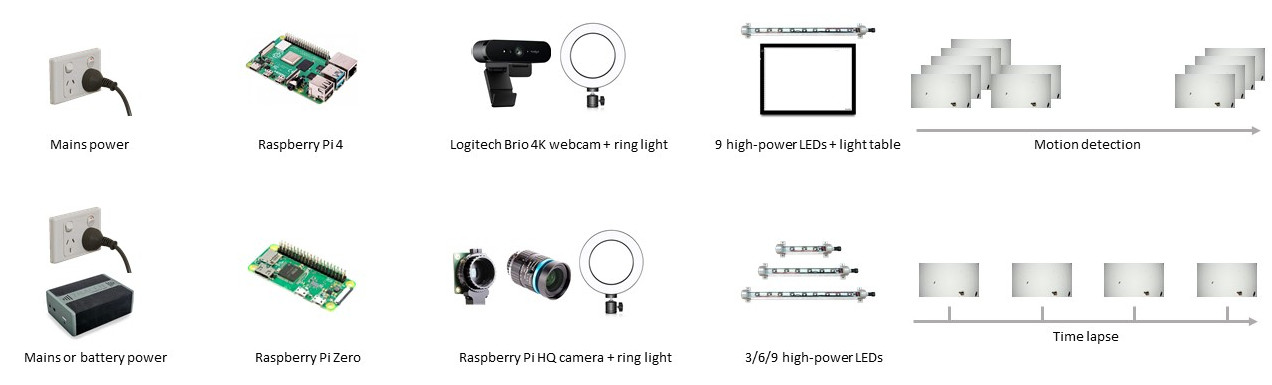 Mains power
Raspberry Pi 4
Logitech Brio 4K webcam + ring light
9 high-power LEDs + light table
Motion detection
Mains or battery power
Raspberry Pi Zero
Raspberry Pi HQ camera + ring light
3/6/9 high-power LEDs
Time lapse